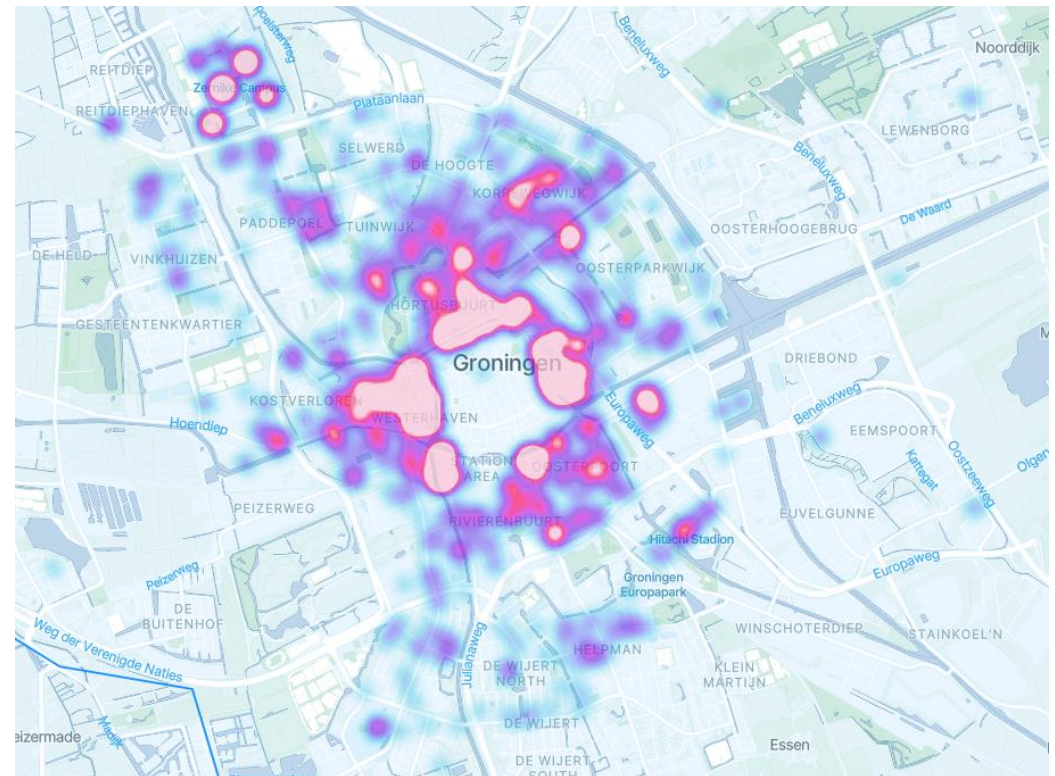 Noorddijk
Beneluxweg
REITDIEP
Zernike Campus
REITDIEPHAVEN
Plataanlaan
LEWENBORG
SELWERD
DE HOOGTE
Beneluxweg
KORREWEGWIJK
De Waard
PADDEPOEL
TUINWIJK
OOSTERHOOGEBRUG
DE HELD
VINKHUIZEN
OOSTERPARKWIJK
HORTUSBUURT
GESTEENTENKWARTIER
Groningen
DRIEBOND
KOSTVERLOREN
Beneluxweg
WESTERHAVEN
Europaweg
Hoendiep
EEMSPOORT
STATION
AREA
OOSTERPOORT
Kattegat
Oostzeeweg
PEIZERWEG
RIVIERENBUURT
EUVELGUNNE
Hitachi Stadion
Peizerweg
Groningen
Europapark
Europaweg
DE
BUITENHOF
Weg der Verenigde Naties
WINSCHOTERDIEP
STAINKOEL'N
Julianaweg
HELPMAN
DE WIJERT
NORTH
KLEIN
MARTIJN
Madijk
DE WIJERT
eizermade
Essen
DE WIJERT
SOUTH